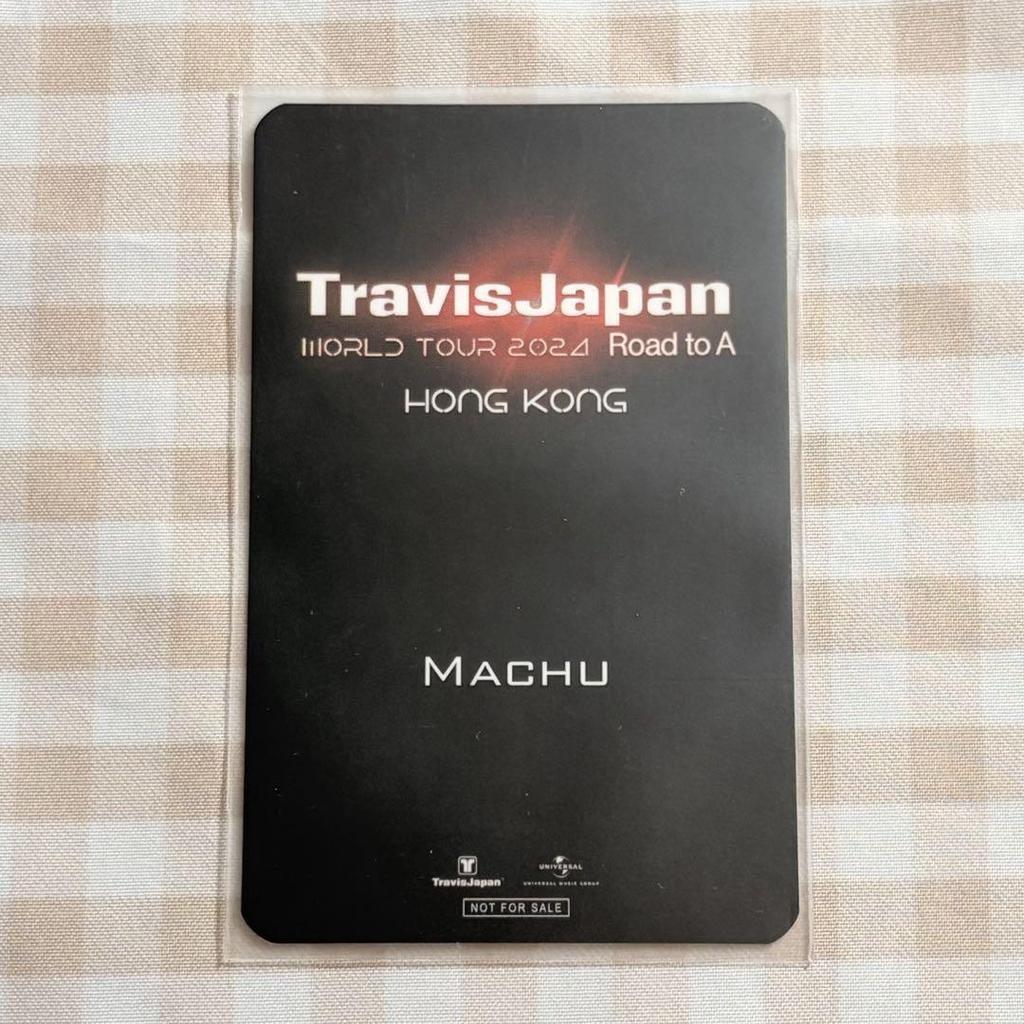 TravisJapan
WORLD TOUR 2024 Road to A
HONG KONG
MACHU
TravisJapan
UNIVERSAL
UNIVERSAL MUSIC GROUP
NOT FOR SALE